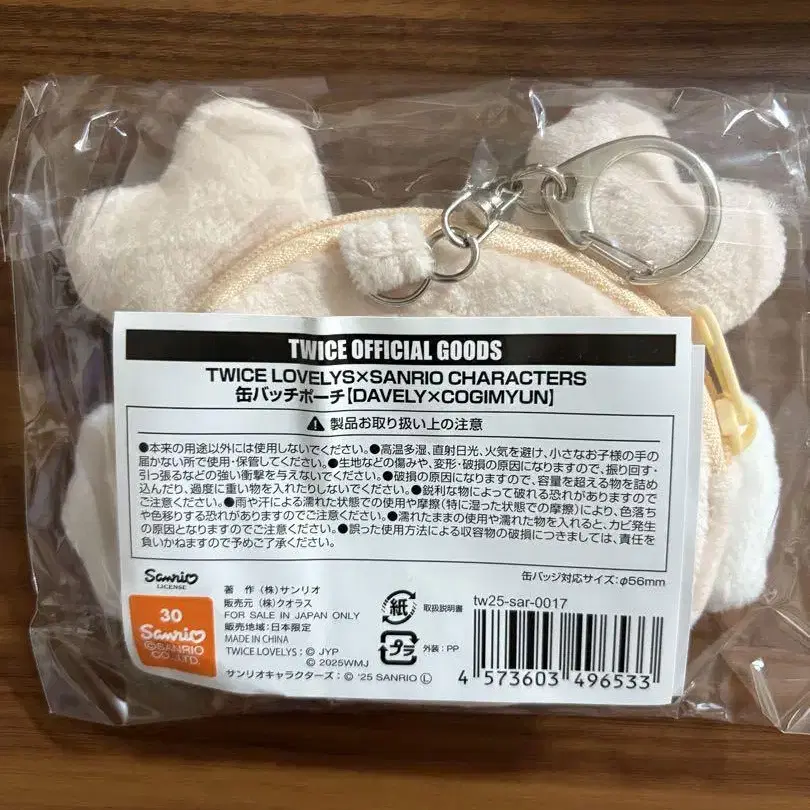 TWICE OFFICIAL GOODS
TWICE LOVELYS×SANRIO CHARACTERS
缶バッチポーチ【DAVELY×COGIMYUN】
⚠ 製品お取り扱い上の注意
●本来の用途以外には使用しないでください。●高温多湿、直射日光、火気を避け、小さなお子様の手の
届かない所で使用・保管してください。●生地などの傷みや、変形・破損の原因になりますので、振り回す・
引っ張るなどの強い衝撃を与えないでください。●破損の原因になりますので、容量を超える物を詰め
込んだり、過度に重い物を入れたりしないでください。●鋭利な物によって破れる恐れがありますので
ご注意ください。●雨や汗による濡れた状態での使用や摩擦(特に湿った状態での摩擦)により、色落ち
や色移りする恐れがありますのでご注意ください。●濡れたままの使用や濡れた物を入れると、カビ発生
の原因となりますのでご注意ください。●誤った使用方法による収容物の破損につきましては、責任を
負いかねますので予めご了承ください。
缶バッジ対応サイズ：φ56mm
Sanrio
LICENSE
30
Sanrio
©SANRIO
CO.,LTD.
著 作 (株)サンリオ
販売元 (株)クオラス
FOR SALE IN JAPAN ONLY
販売地域：日本限定
MADE IN CHINA
TWICE LOVELYS：© JYP
© 2025WMJ
サンリオキャラクターズ：© '25 SANRIO Ⓛ
紙 取扱説明書
プラ 外装：PP
tw25-sar-0017
4 573603 496533